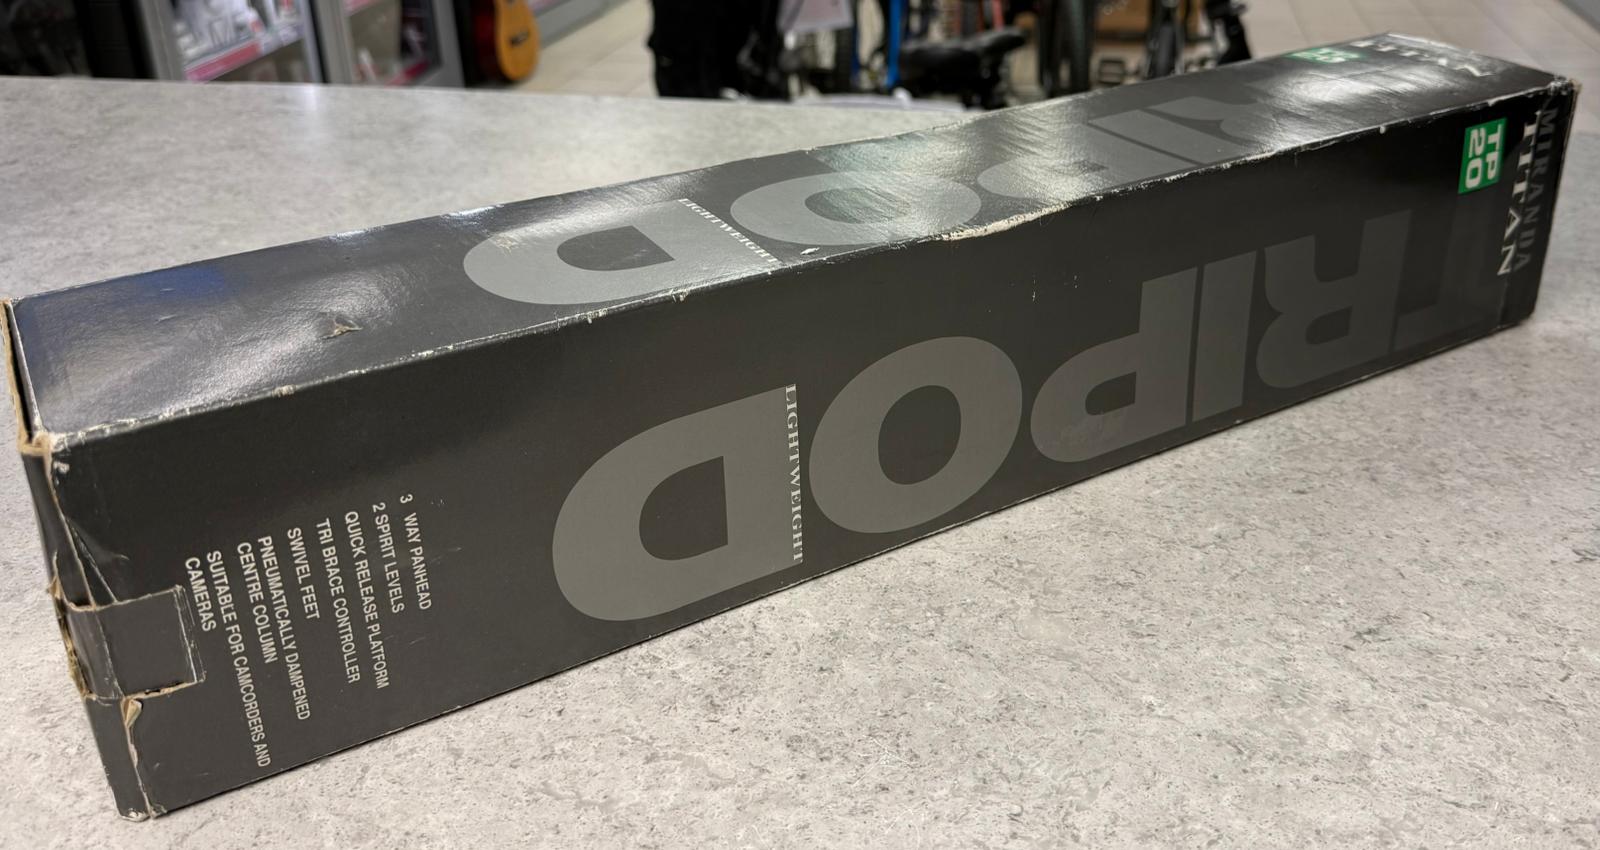 MIRANDA
TITAN
TP
20
TRIPOD
LIGHTWEIGHT
3 WAY PANHEAD
2 SPIRIT LEVELS
QUICK RELEASE PLATFORM
TRI BRACE CONTROLLER
SWIVEL FEET
PNEUMATICALLY DAMPENED
CENTRE COLUMN
SUITABLE FOR CAMCORDERS AND
CAMERAS
RIPOD
LIGHTWEIGHT